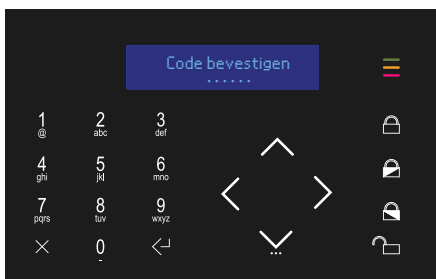 Code bevestigen
......
1 2 3
@ abc def
4 5 6
ghi jkl mno
7 8 9
pqrs tuv wxyz
0
-
...